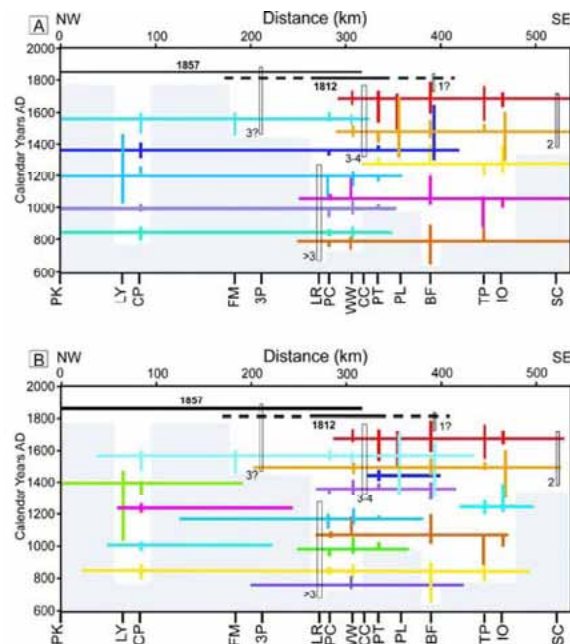 A
NW
Distance (km)
SE
0 100 200 300 400 500
Calendar Years AD
2000
1800
1600
1400
1200
1000
800
600
1857
1812
1?
3?
3-4
2
>3
PK LY CP FM 3P LR PC WW CC PT PL BF TP IO SC
B
NW
Distance (km)
SE
0 100 200 300 400 500
Calendar Years AD
2000
1800
1600
1400
1200
1000
800
600
1857
1812
1?
3?
3-4
2
>3
PK LY CP FM 3P LR PC WW CC PT PL BF TP IO SC